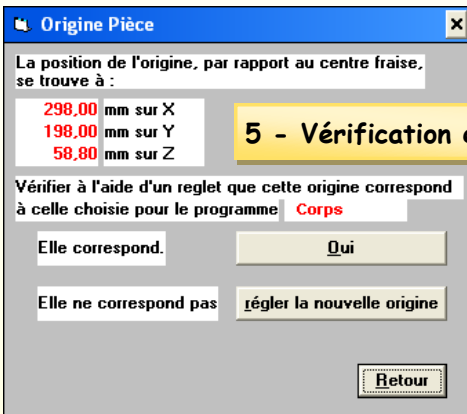 Origine Pièce
La position de l'origine, par rapport au centre fraise,
se trouve à :
298,00 mm sur X
198,00 mm sur Y
58,80 mm sur Z
5 - Vérification
Vérifier à l'aide d'un reglet que cette origine correspond
à celle choisie pour le programme Corps
Elle correspond. Oui
Elle ne correspond pas régler la nouvelle origine
Retour